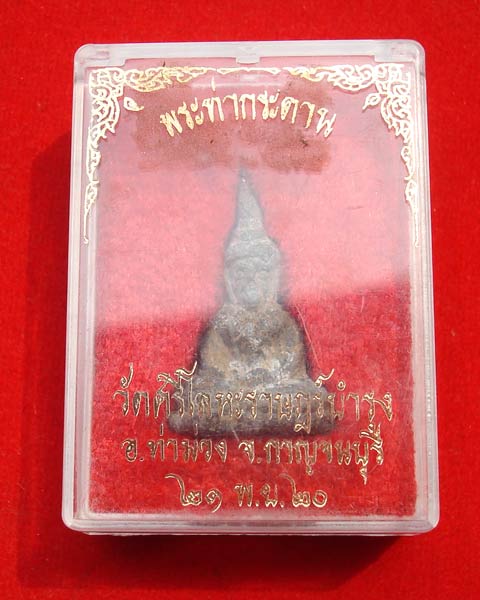 พระท่ากระดาน
วัดคีรีโลหะราษฎร์บำรุง
อ.ท่าม่วง จ.กาญจนบุรี
๒๑ พ.ย.๒๐